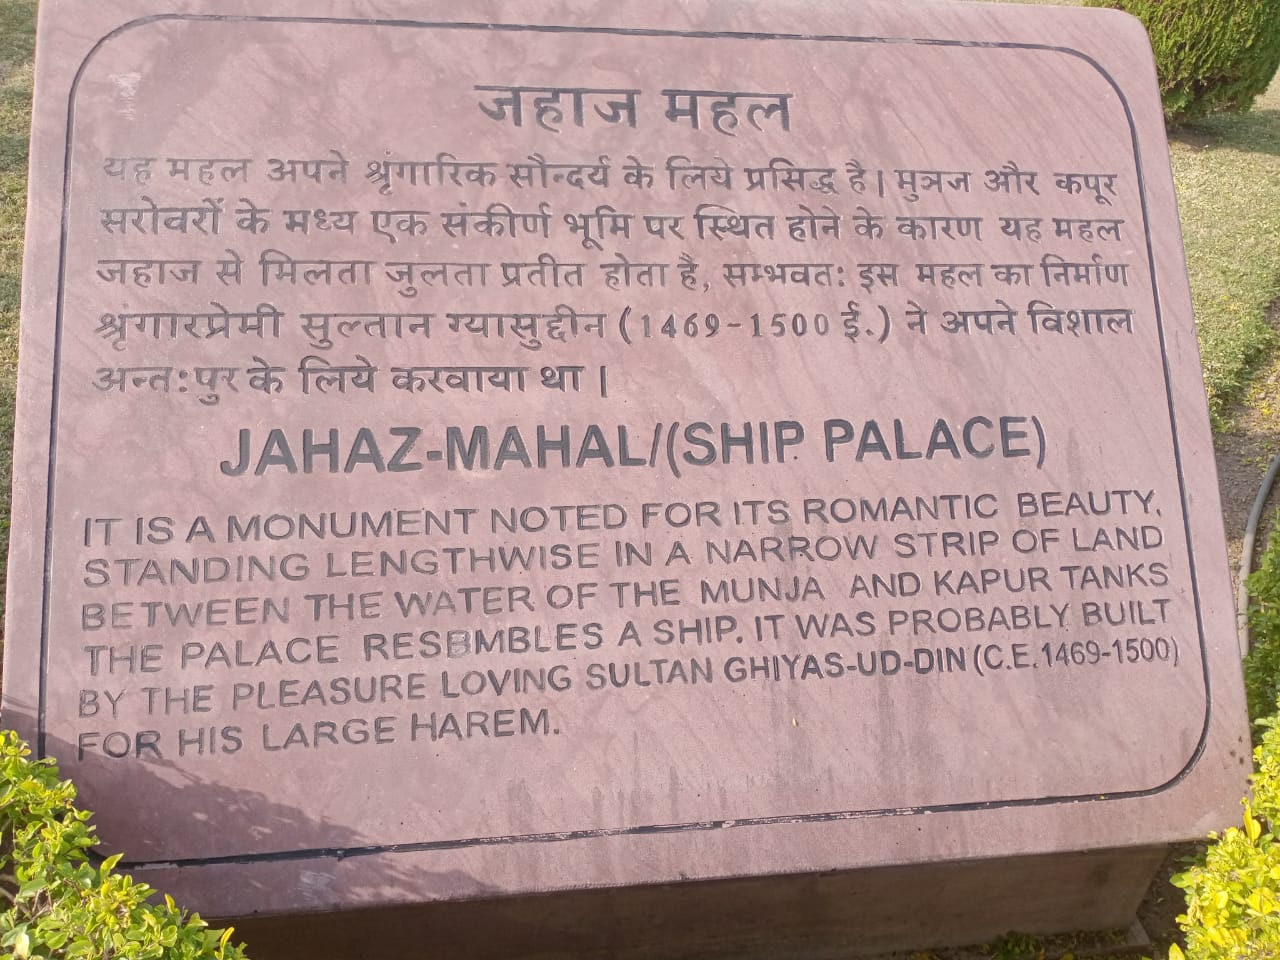 जहाज महल
यह महल अपने श्रृंगारिक सौन्दर्य के लिये प्रसिद्ध है। मुञज और कपूर
सरोवरों के मध्य एक संकीर्ण भूमि पर स्थित होने के कारण यह महल
जहाज से मिलता जुलता प्रतीत होता है, सम्भवतः इस महल का निर्माण
श्रृंगारप्रेमी सुल्तान ग्यासुद्दीन (1469-1500 ई.) ने अपने विशाल
अन्तःपुर के लिये करवाया था।
JAHAZ-MAHAL/(SHIP PALACE)
IT IS A MONUMENT NOTED FOR ITS ROMANTIC BEAUTY,
STANDING LENGTHWISE IN A NARROW STRIP OF LAND
BETWEEN THE WATER OF THE MUNJA AND KAPUR TANKS
THE PALACE RESEMBLES A SHIP. IT WAS PROBABLY BUILT
BY THE PLEASURE LOVING SULTAN GHIYAS-UD-DIN (C.E.1469-1500)
FOR HIS LARGE HAREM.